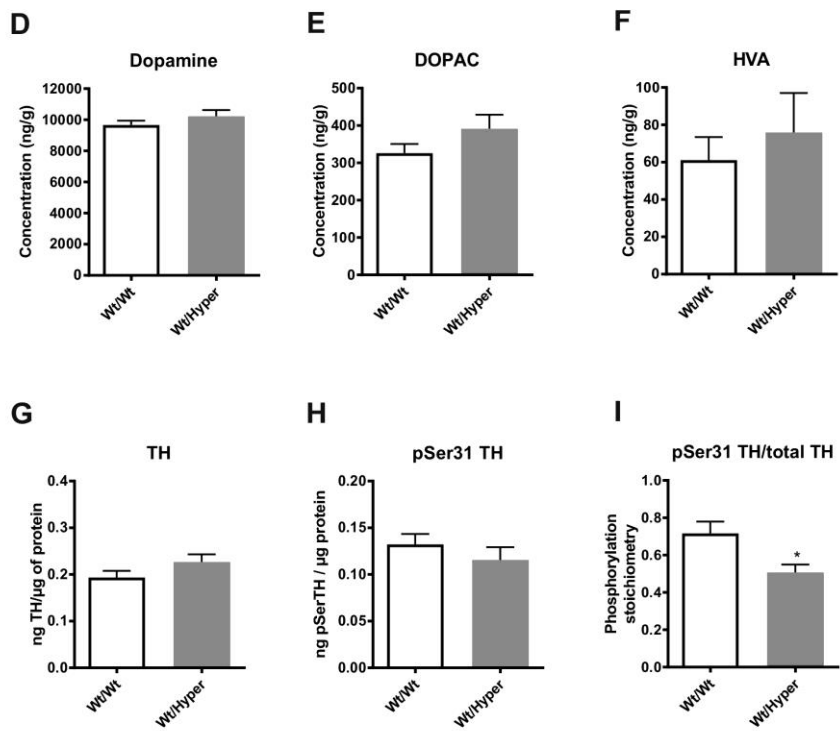 D
Dopamine
Concentration (ng/g)
12000
10000
8000
6000
4000
2000
0
Wt/Wt
Wt/Hyper
E
DOPAC
Concentration (ng/g)
500
400
300
200
100
0
Wt/Wt
Wt/Hyper
F
HVA
Concentration (ng/g)
100
80
60
40
20
0
Wt/Wt
Wt/Hyper
G
TH
ng TH/µg of protein
0.4
0.3
0.2
0.1
0.0
Wt/Wt
Wt/Hyper
H
pSer31 TH
ng pSerTH / µg protein
0.20
0.15
0.10
0.05
0.00
Wt/Wt
Wt/Hyper
I
pSer31 TH/total TH
Phosphorylation
stoichiometry
1.0
0.8
0.6
0.4
0.2
0.0
*
Wt/Wt
Wt/Hyper